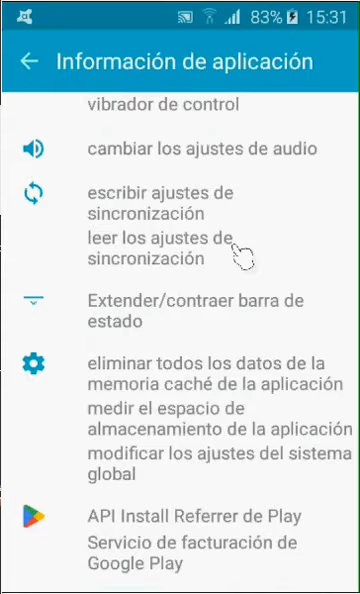 83% 15:31
Información de aplicación
vibrador de control
cambiar los ajustes de audio
escribir ajustes de
sincronización
leer los ajustes de
sincronización
Extender/contraer barra de
estado
eliminar todos los datos de la
memoria caché de la aplicación
medir el espacio de
almacenamiento de la aplicación
modificar los ajustes del sistema
global
API Install Referrer de Play
Servicio de facturación de
Google Play